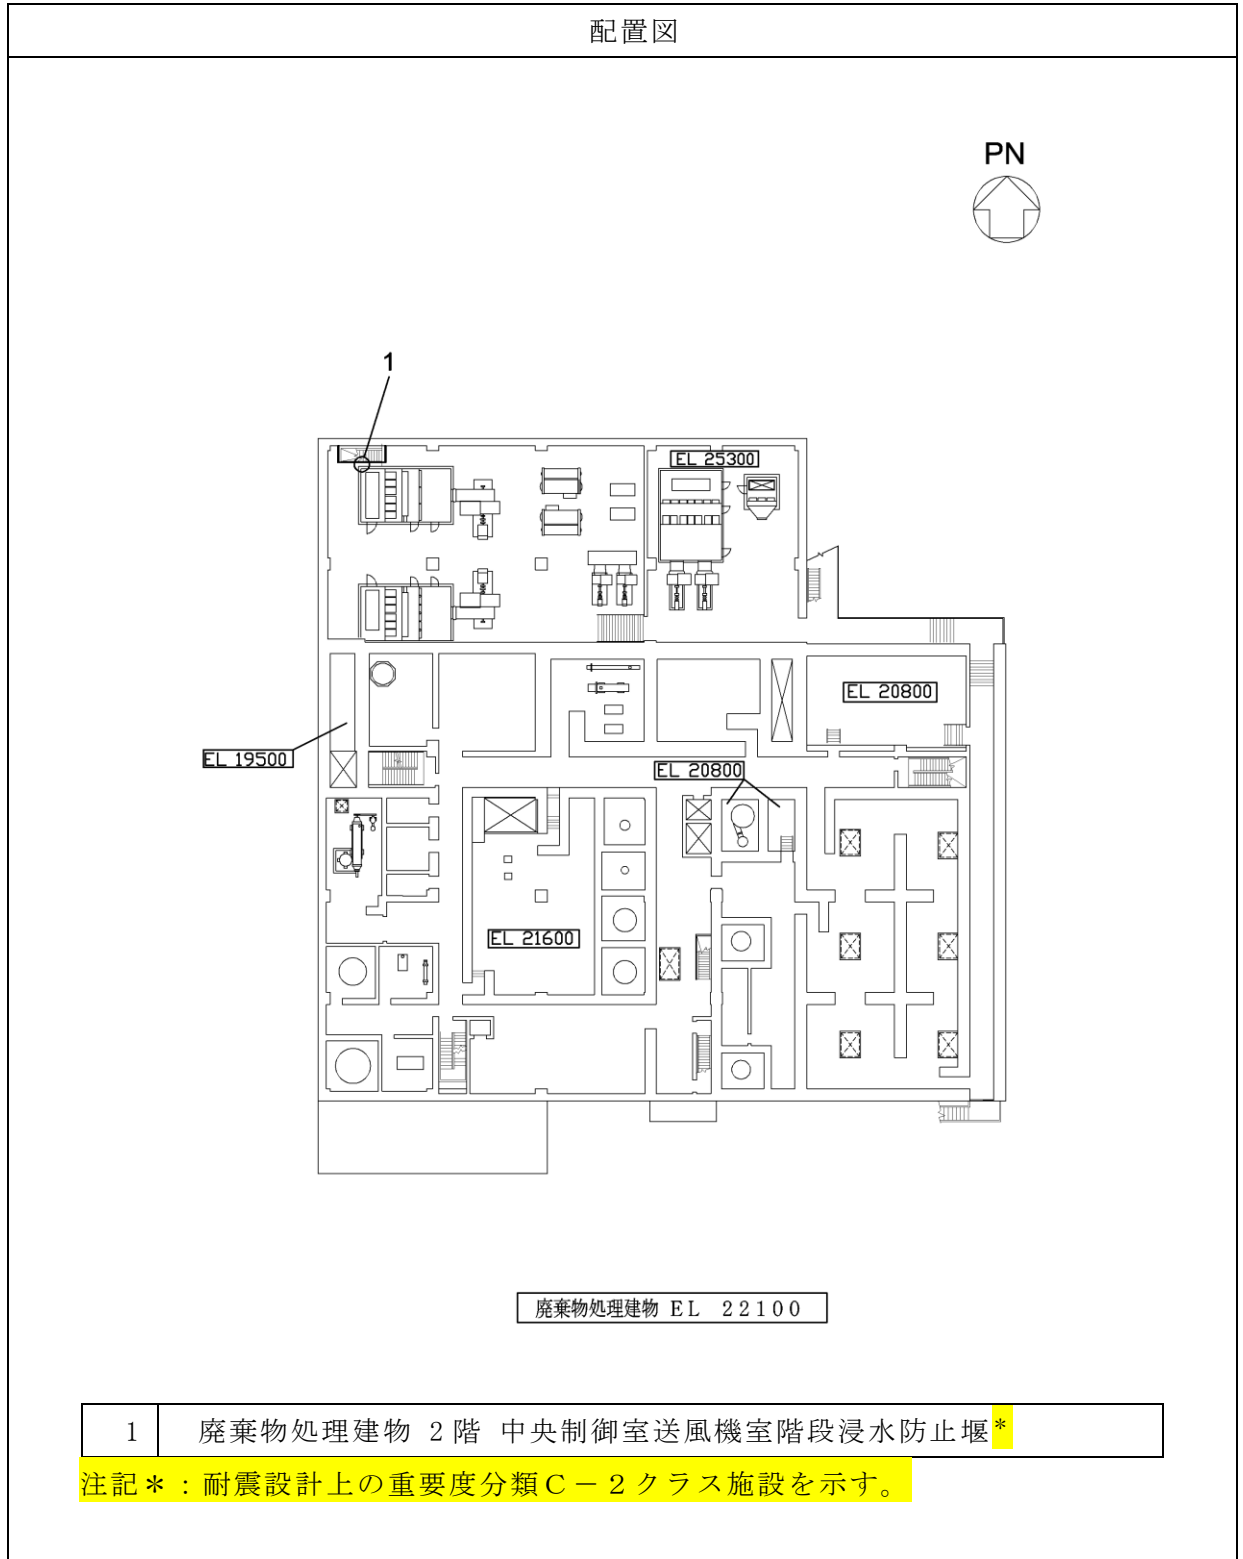 配置図
PN
1
EL 25300
EL 20800
EL 19500
EL 20800
EL 21600
廃棄物処理建物 EL 22100
1 廃棄物処理建物 2階 中央制御室送風機室階段浸水防止堰*
注記＊：耐震設計上の重要度分類C－2クラス施設を示す。